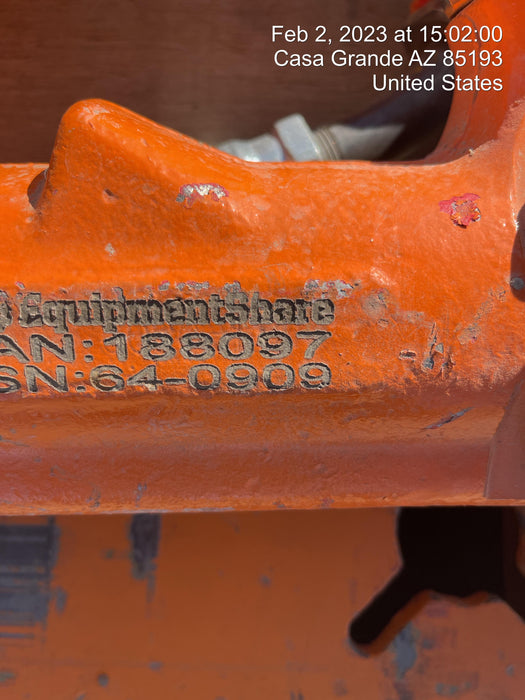 Feb 2, 2023 at 15:02:00
Casa Grande AZ 85193
United States
EquipmentShare
AN:188097
SN:64-0909